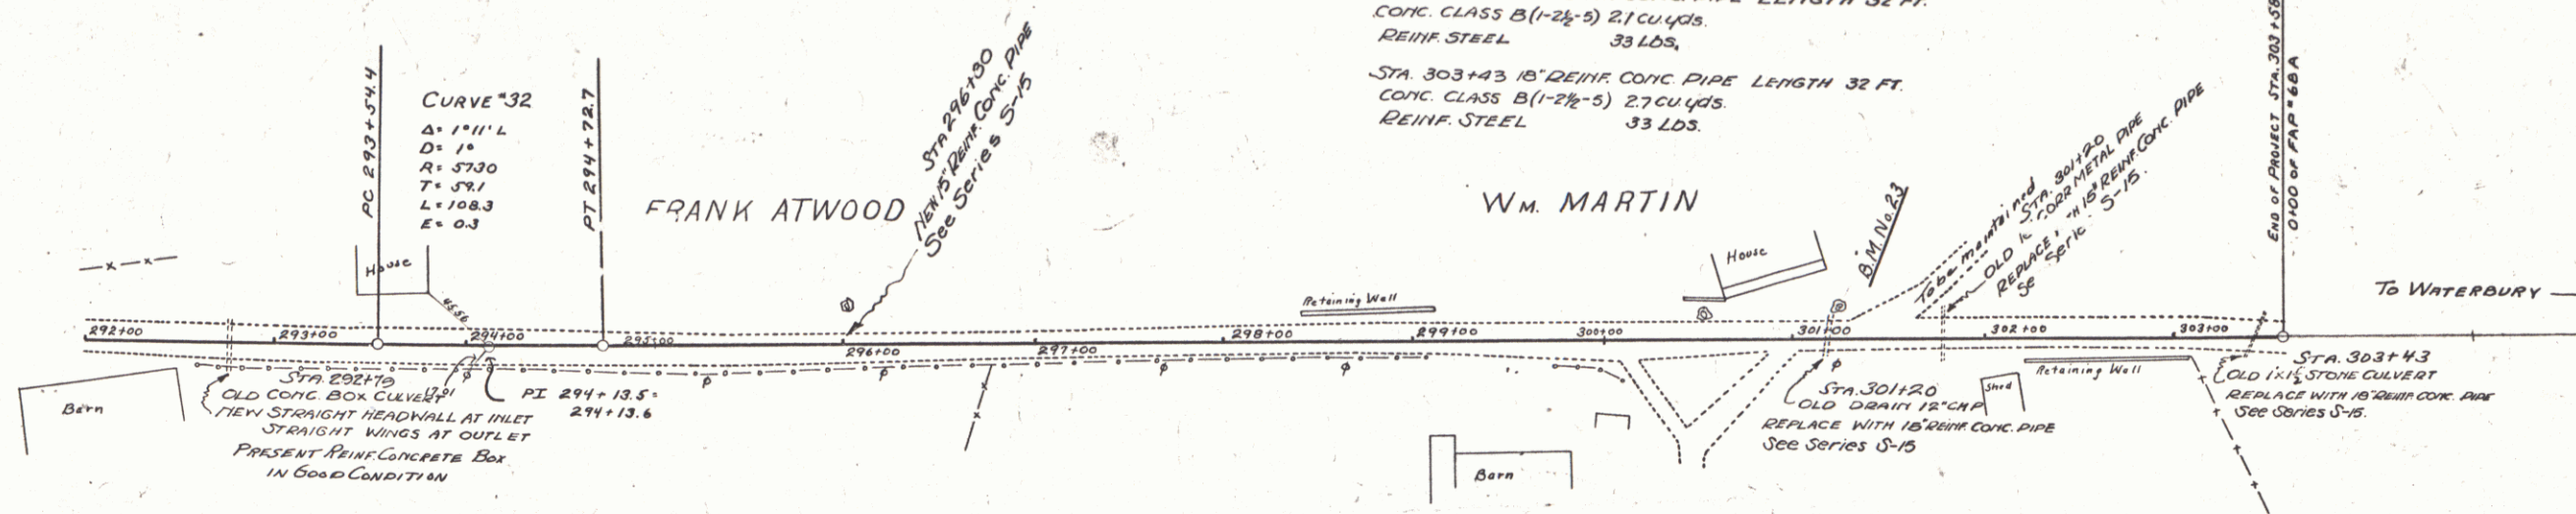 CONC. CLASS B(1-2½-5) 2.1 CU.YDS.
REINF. STEEL 33 LBS.
STA. 303+43 18" REINF. CONC. PIPE LENGTH 32 FT.
CONC. CLASS B(1-2½-5) 2.7 CU.YDS.
REINF. STEEL 33 LBS.
PC 293+54.4
CURVE #32
Δ= 1°11' L
D= 1°
R= 5730
T= 59.1
L= 108.3
E= 0.3
PT 294+72.7
FRANK ATWOOD
STA 296+30
NEW 15" REINF. CONC. PIPE
See Series S-15
WM. MARTIN
B.M. No. 23
To be maintained
STA. 301+20
OLD CORR METAL PIPE
REPLACE 15" REINF. CONC. PIPE
S-15.
END OF PROJECT STA. 303+58
0+00 OF FAP #68A
TO WATERBURY
House
45.56
Retaining Wall
House
292+00
293+00
294+00
295+00
296+00
297+00
298+00
299+00
300+00
301+00
302+00
303+00
Barn
STA. 292+79
OLD CONC. BOX CULVERT
NEW STRAIGHT HEADWALL AT INLET
STRAIGHT WINGS AT OUTLET
PRESENT REINF. CONCRETE BOX
IN GOOD CONDITION
PI 294+13.5=
294+13.6
Barn
STA. 301+20
OLD DRAIN 12" CMP
REPLACE WITH 18" REINF. CONC. PIPE
See Series S-15
Shed
Retaining Wall
STA. 303+43
OLD 1'x1½' STONE CULVERT
REPLACE WITH 18" REINF. CONC. PIPE
See Series S-15.